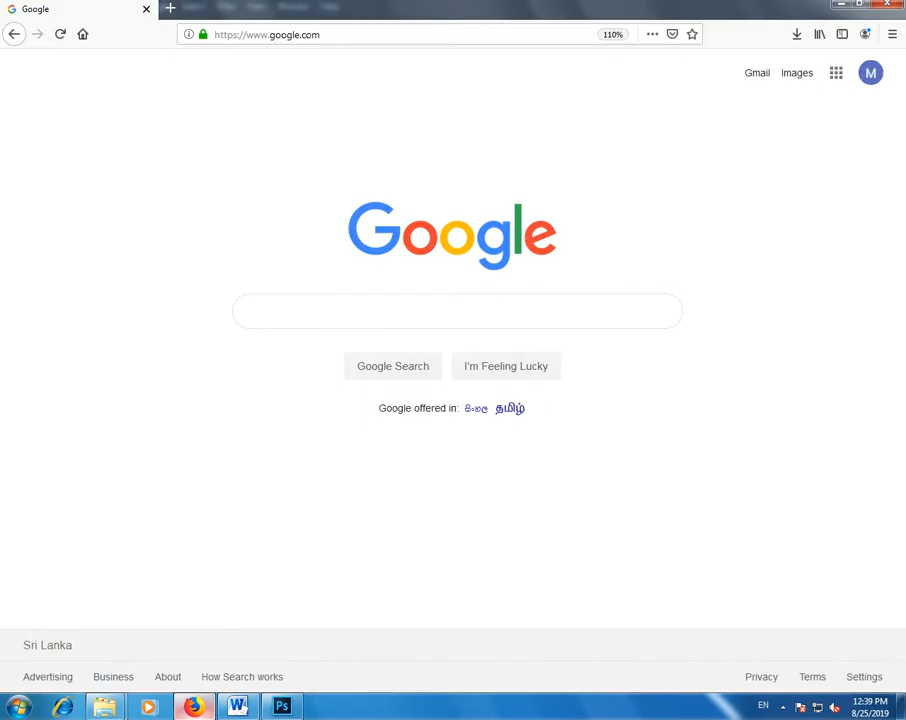 Google
https://www.google.com
110%
Gmail Images
M
Google
Google Search I'm Feeling Lucky
Google offered in: සිංහල தமிழ்
Sri Lanka
Advertising Business About How Search works Privacy Terms Settings
W Ps EN 12:39 PM
8/25/2019